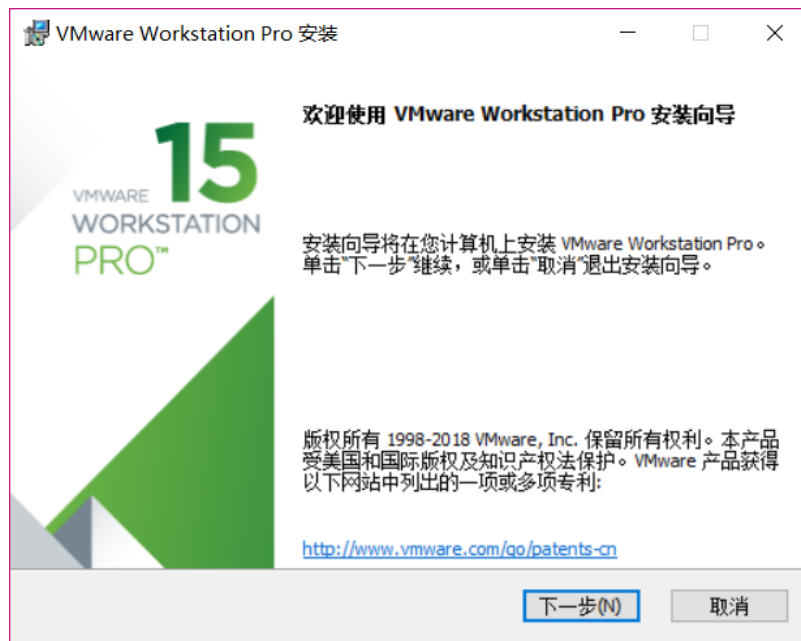 VMware Workstation Pro 安装
欢迎使用 VMware Workstation Pro 安装向导
VMWARE 15
WORKSTATION
PRO™
安装向导将在您计算机上安装 VMware Workstation Pro。
单击"下一步"继续，或单击"取消"退出安装向导。
版权所有 1998-2018 VMware, Inc. 保留所有权利。本产品
受美国和国际版权及知识产权法保护。VMware 产品获得
以下网站中列出的一项或多项专利:
http://www.vmware.com/go/patents-cn
下一步(N)
取消